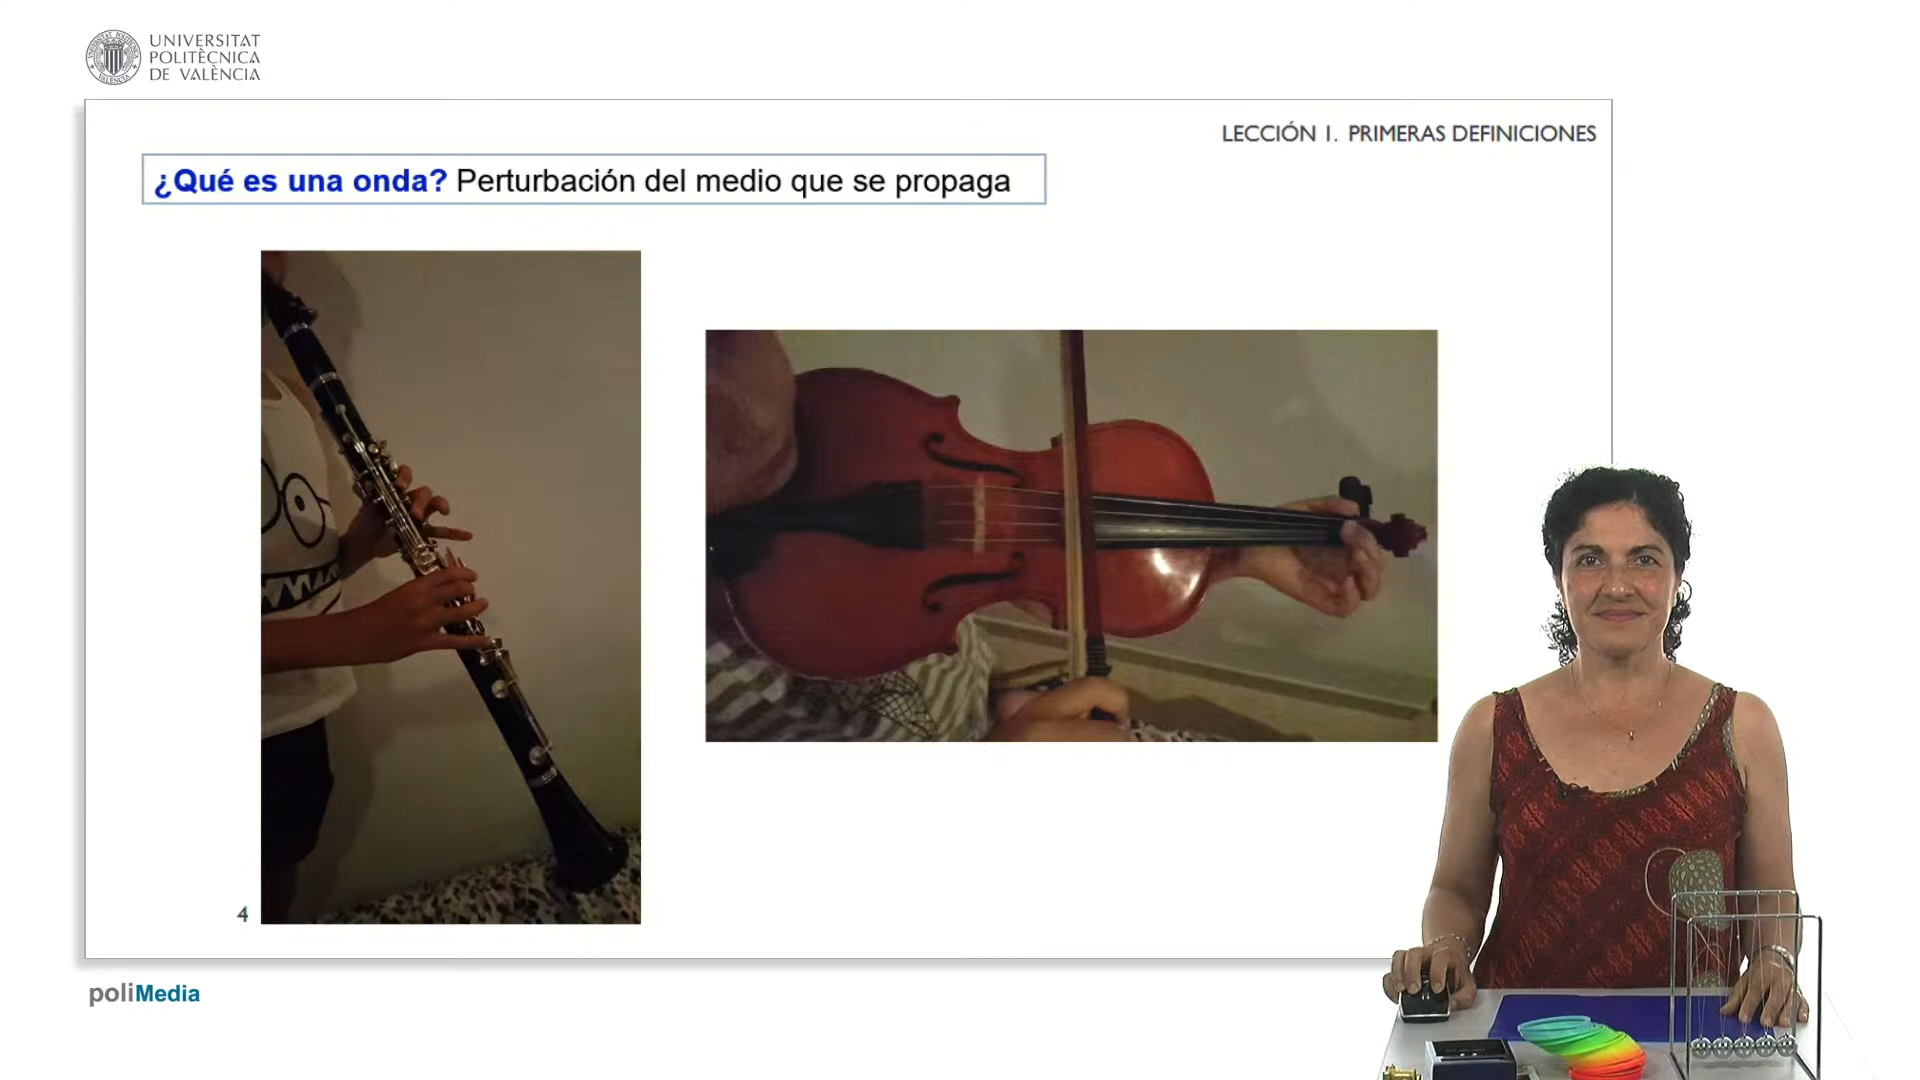 UNIVERSITAT
POLITÈCNICA
DE VALÈNCIA
LECCIÓN 1. PRIMERAS DEFINICIONES
¿Qué es una onda? Perturbación del medio que se propaga
4
poliMedia